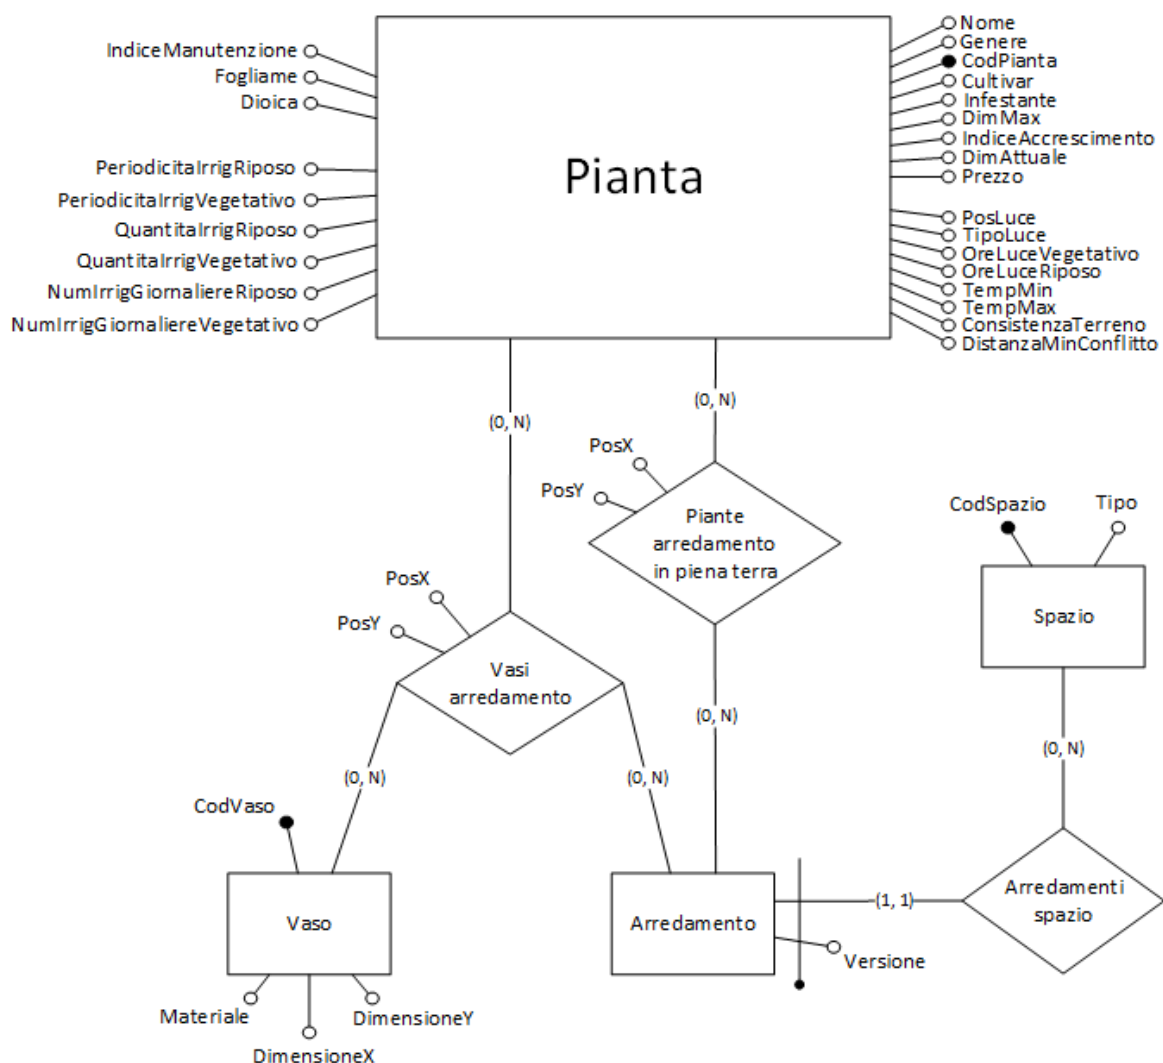 IndiceManutenzione
Fogliame
Dioica
PeriodicitaIrrigRiposo
PeriodicitaIrrigVegetativo
QuantitaIrrigRiposo
QuantitaIrrigVegetativo
NumIrrigGiornaliereRiposo
NumIrrigGiornaliereVegetativo
Pianta
Nome
Genere
CodPianta
Cultivar
Infestante
DimMax
IndiceAccrescimento
DimAttuale
Prezzo
PosLuce
TipoLuce
OreLuceVegetativo
OreLuceRiposo
TempMin
TempMax
ConsistenzaTerreno
DistanzaMinConflitto
(0, N)
(0, N)
PosX
PosY
Piante
arredamento
in piena terra
CodSpazio
Tipo
Spazio
PosX
PosY
Vasi
arredamento
(0, N)
(0, N)
(0, N)
(0, N)
CodVaso
Vaso
Materiale
DimensioneX
DimensioneY
Arredamento
(1, 1)
Versione
Arredamenti
spazio